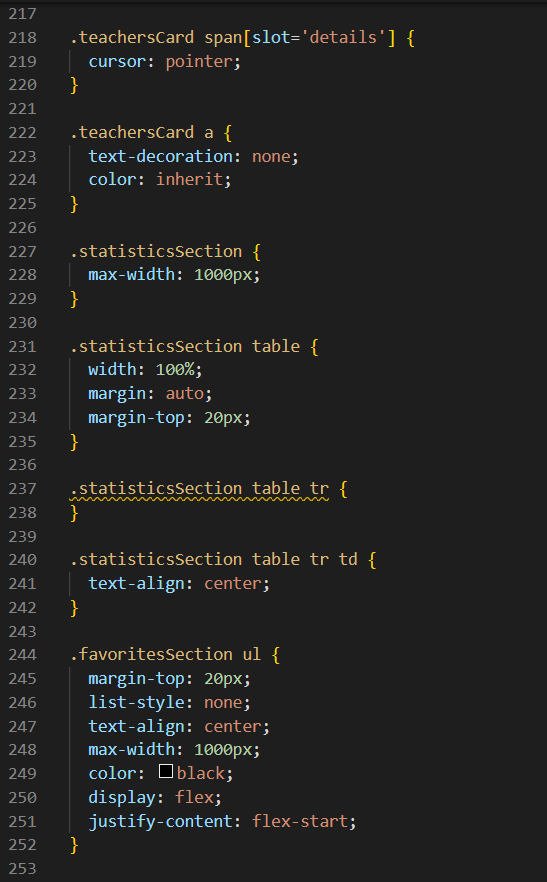 217
218 .teachersCard span[slot='details'] {
219 cursor: pointer;
220 }
221
222 .teachersCard a {
223 text-decoration: none;
224 color: inherit;
225 }
226
227 .statisticsSection {
228 max-width: 1000px;
229 }
230
231 .statisticsSection table {
232 width: 100%;
233 margin: auto;
234 margin-top: 20px;
235 }
236
237 .statisticsSection table tr {
238 }
239
240 .statisticsSection table tr td {
241 text-align: center;
242 }
243
244 .favoritesSection ul {
245 margin-top: 20px;
246 list-style: none;
247 text-align: center;
248 max-width: 1000px;
249 color: black;
250 display: flex;
251 justify-content: flex-start;
252 }
253